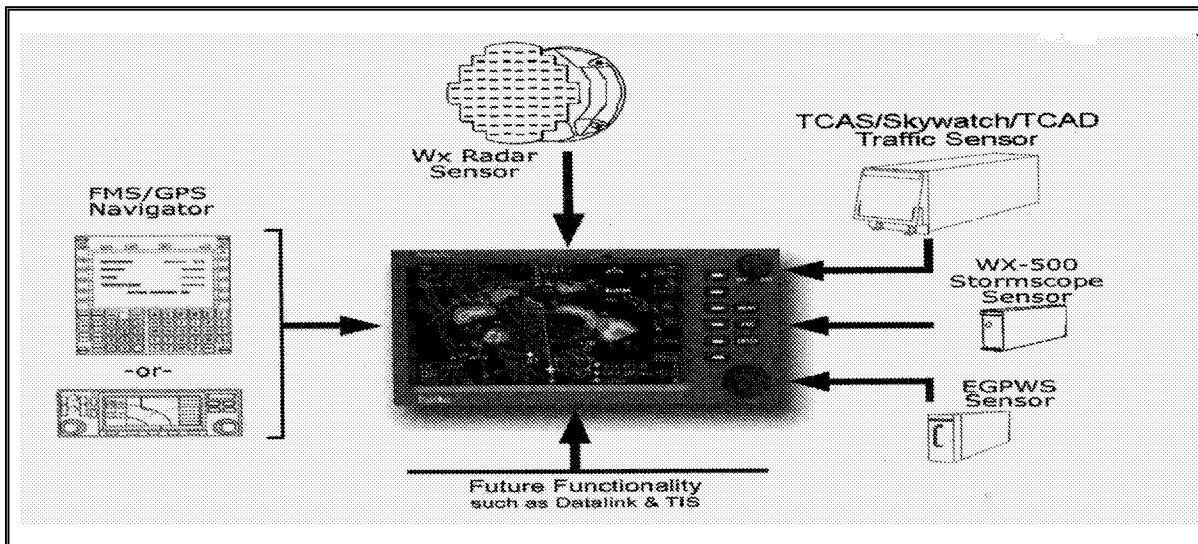 Wx Radar
Sensor
TCAS/Skywatch/TCAD
Traffic Sensor
FMS/GPS
Navigator
WX-500
Stormscope
Sensor
-or-
EGPWS
Sensor
Future Functionality
such as Datalink & TIS